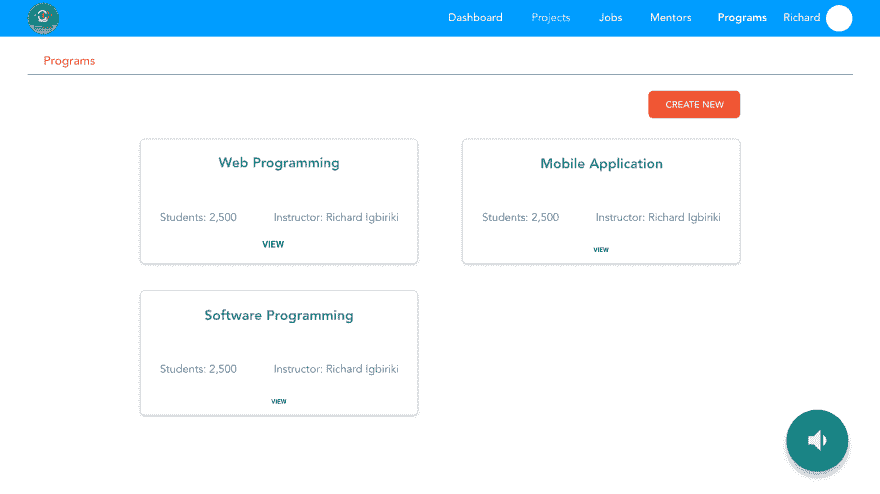 Dashboard Projects Jobs Mentors Programs Richard
Programs
CREATE NEW
Web Programming
Students: 2,500 Instructor: Richard Igbiriki
VIEW
Mobile Application
Students: 2,500 Instructor: Richard Igbiriki
VIEW
Software Programming
Students: 2,500 Instructor: Richard Igbiriki
VIEW